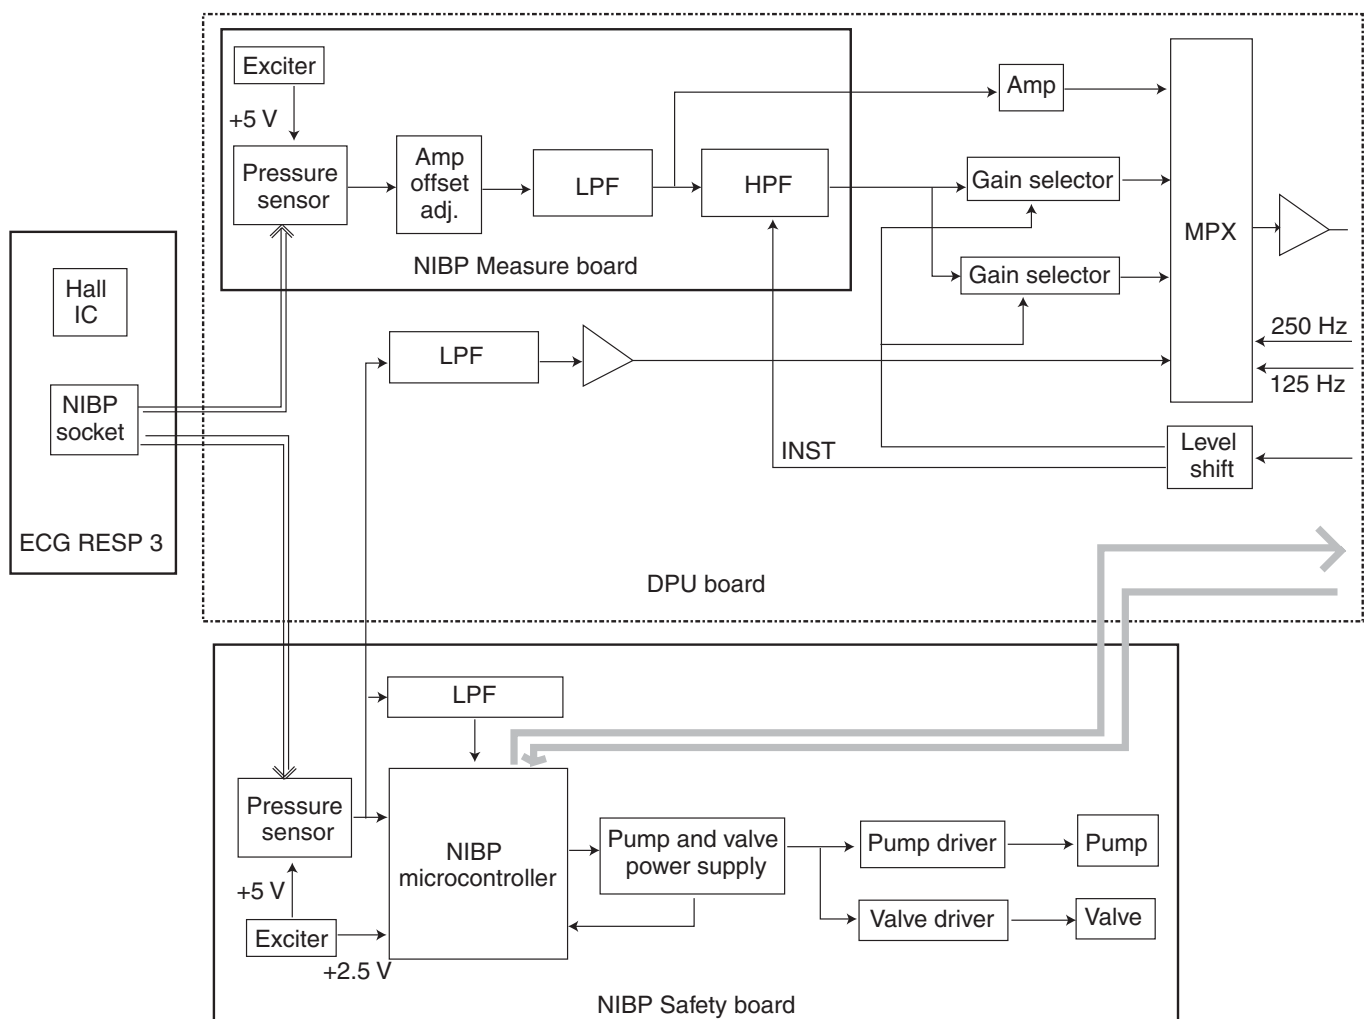 Exciter
+5 V
Pressure
sensor
Amp
offset
adj.
LPF
HPF
NIBP Measure board
Amp
Gain selector
Gain selector
MPX
250 Hz
125 Hz
Hall
IC
NIBP
socket
ECG RESP 3
LPF
INST
Level
shift
DPU board
LPF
Pressure
sensor
+5 V
Exciter
+2.5 V
NIBP
microcontroller
Pump and valve
power supply
Pump driver
Pump
Valve driver
Valve
NIBP Safety board